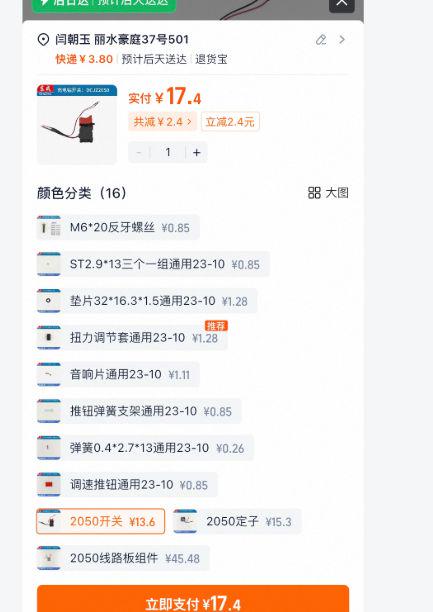 后日达 | 预计后天送达
闫朝玉 丽水豪庭37号501
快递¥3.80 | 预计后天送达 | 退货宝
实付¥17.4
共减¥2.4 > 立减2.4元
- 1 +
颜色分类（16） 大图
M6*20反牙螺丝 ¥0.85
ST2.9*13三个一组通用23-10 ¥0.85
垫片32*16.3*1.5通用23-10 ¥1.28
推荐
扭力调节套通用23-10 ¥1.28
音响片通用23-10 ¥1.11
推钮弹簧支架通用23-10 ¥0.85
弹簧0.4*2.7*13通用23-10 ¥0.26
调速推钮通用23-10 ¥0.85
2050开关 ¥13.6 2050定子 ¥15.3
2050线路板组件 ¥45.48
立即支付¥17.4